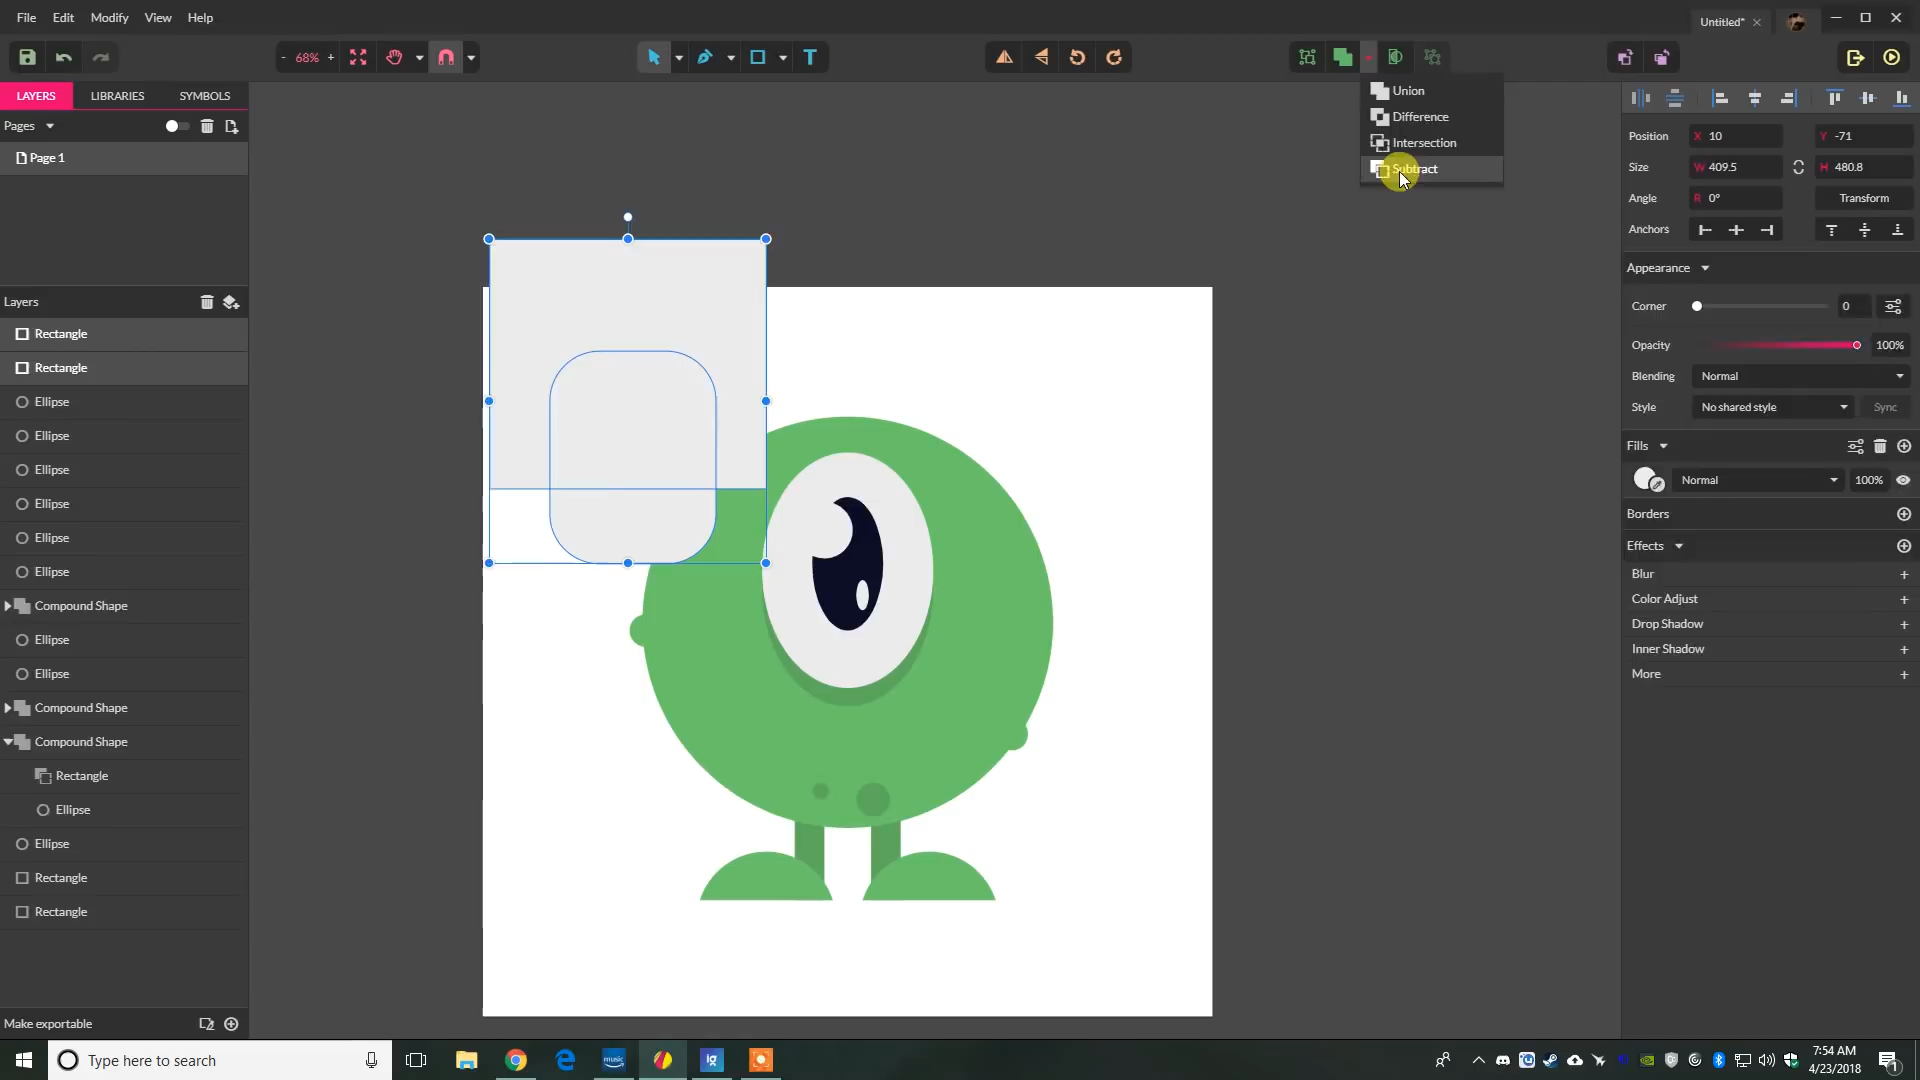 File Edit Modify View Help
Untitled*
- 68% +
T
LAYERS LIBRARIES SYMBOLS
Pages
Page 1
Layers
Rectangle
Rectangle
Ellipse
Ellipse
Ellipse
Ellipse
Ellipse
Ellipse
Compound Shape
Ellipse
Ellipse
Compound Shape
Compound Shape
Rectangle
Ellipse
Ellipse
Rectangle
Rectangle
Make exportable
Union
Difference
Intersection
Subtract
Position X 10 Y -71
Size W 409.5 H 480.8
Angle R 0° Transform
Anchors
Appearance
Corner 0
Opacity 100%
Blending Normal
Style No shared style Sync
Fills
Normal 100%
Borders
Effects
Blur
Color Adjust
Drop Shadow
Inner Shadow
More
Type here to search
music
7:54 AM
4/23/2018
1